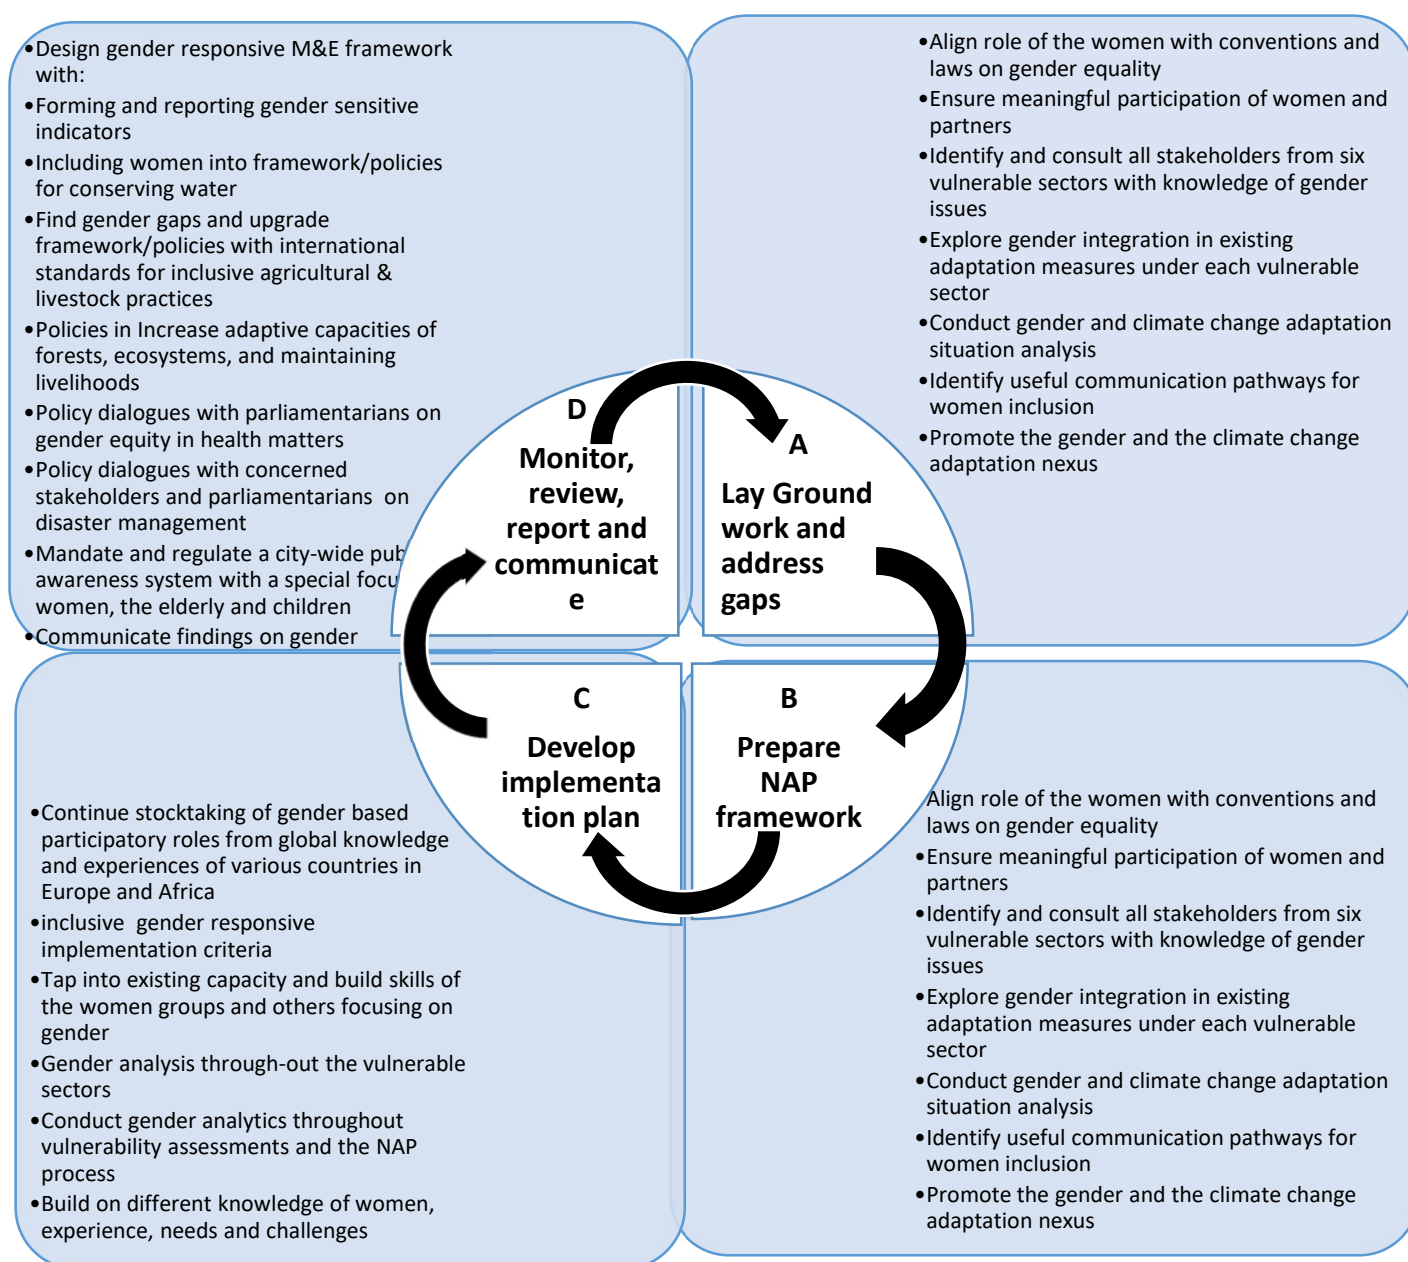 •Design gender responsive M&E framework
with:
•Forming and reporting gender sensitive
indicators
•Including women into framework/policies
for conserving water
•Find gender gaps and upgrade
framework/policies with international
standards for inclusive agricultural &
livestock practices
•Policies in Increase adaptive capacities of
forests, ecosystems, and maintaining
livelihoods
•Policy dialogues with parliamentarians on
gender equity in health matters
•Policy dialogues with concerned
stakeholders and parliamentarians on
disaster management
•Mandate and regulate a city-wide
awareness system with a special
women, the elderly and children
•Communicate findings on gender
•Align role of the women with conventions and
laws on gender equality
•Ensure meaningful participation of women and
partners
•Identify and consult all stakeholders from six
vulnerable sectors with knowledge of gender
issues
•Explore gender integration in existing
adaptation measures under each vulnerable
sector
•Conduct gender and climate change adaptation
situation analysis
•Identify useful communication pathways for
women inclusion
•Promote the gender and the climate change
adaptation nexus
D
Monitor,
review,
report and
communicat
e
A
Lay Ground
work and
address
gaps
C
Develop
implementa
tion plan
B
Prepare
NAP
framework
•Continue stocktaking of gender based
participatory roles from global knowledge
and experiences of various countries in
Europe and Africa
•inclusive gender responsive
implementation criteria
•Tap into existing capacity and build skills of
the women groups and others focusing on
gender
•Gender analysis through-out the vulnerable
sectors
•Conduct gender analytics throughout
vulnerability assessments and the NAP
process
•Build on different knowledge of women,
experience, needs and challenges
Align role of the women with conventions and
laws on gender equality
•Ensure meaningful participation of women and
partners
•Identify and consult all stakeholders from six
vulnerable sectors with knowledge of gender
issues
•Explore gender integration in existing
adaptation measures under each vulnerable
sector
•Conduct gender and climate change adaptation
situation analysis
•Identify useful communication pathways for
women inclusion
•Promote the gender and the climate change
adaptation nexus